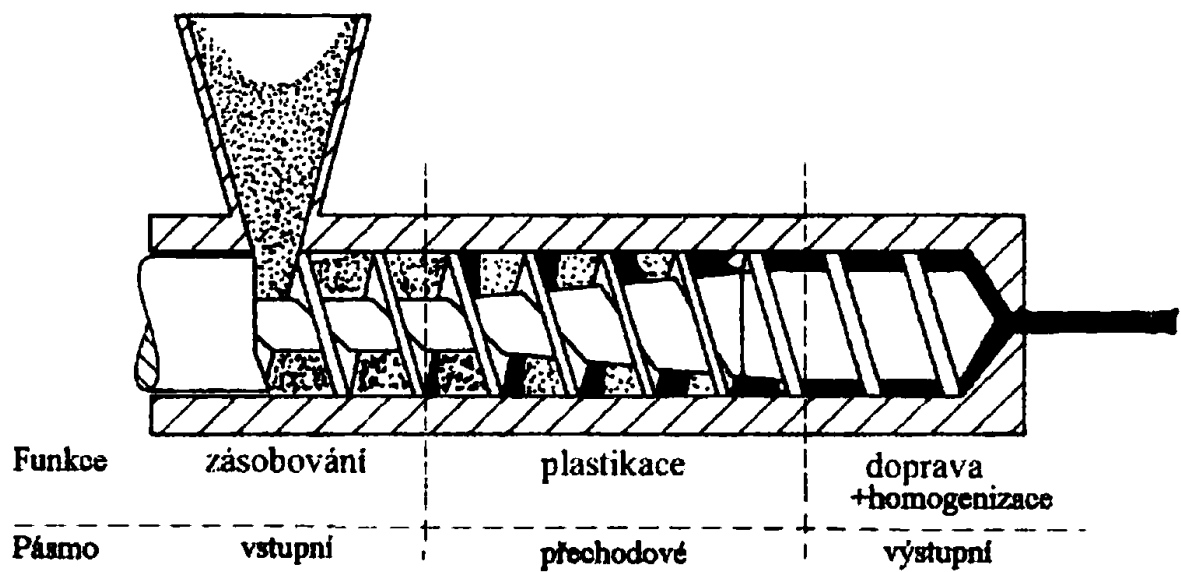 Funkce zásobování plastikace doprava
+homogenizace
Pásmo vstupní přechodové výstupní